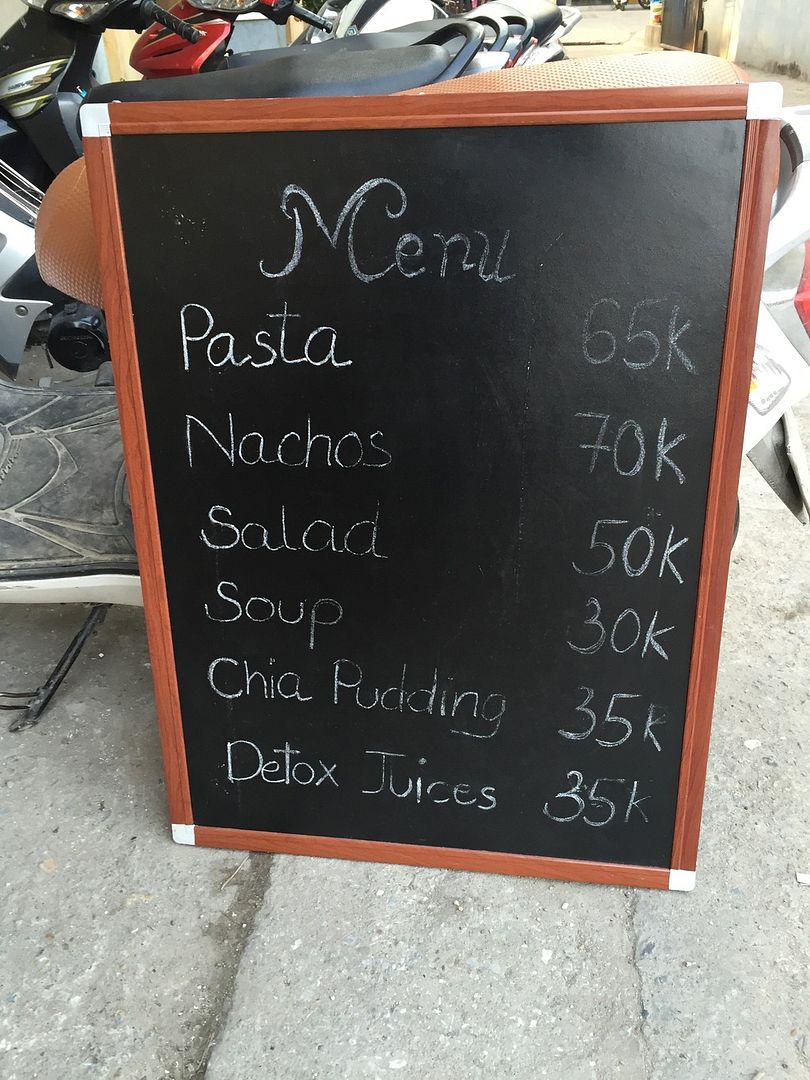 Menu
Pasta 65k
Nachos 70k
Salad 50k
Soup 30k
Chia Pudding 35k
Detox Juices 35k